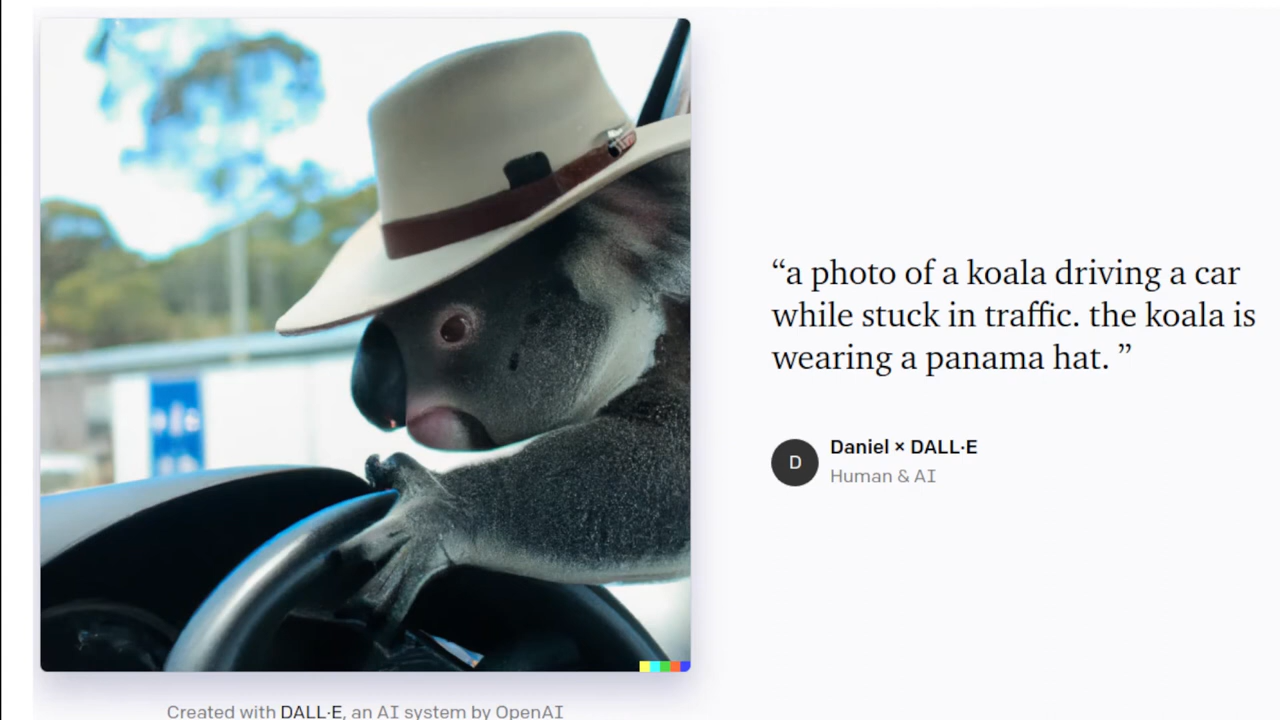 “a photo of a koala driving a car
while stuck in traffic. the koala is
wearing a panama hat. ”
D
Daniel × DALL·E
Human & AI
Created with DALL·E, an AI system by OpenAI